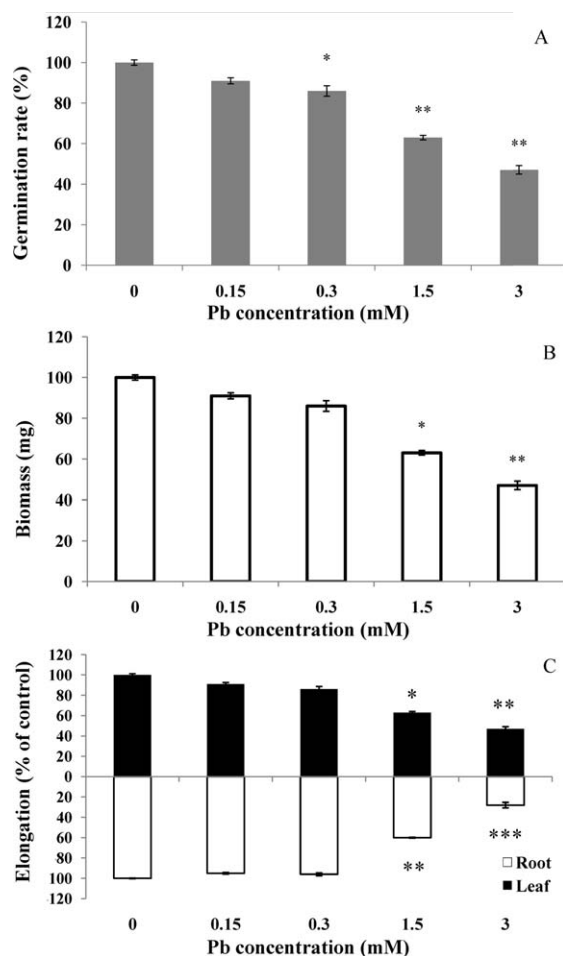 A
Germination rate (%)
120
100
80
60
40
20
0
*
**
**
0 0.15 0.3 1.5 3
Pb concentration (mM)
B
Biomass (mg)
120
100
80
60
40
20
0
*
**
0 0.15 0.3 1.5 3
Pb concentration (mM)
C
Elongation (% of control)
120
100
80
60
40
20
0
20
40
60
80
100
120
*
**
**
***
Root
Leaf
0 0.15 0.3 1.5 3
Pb concentration (mM)